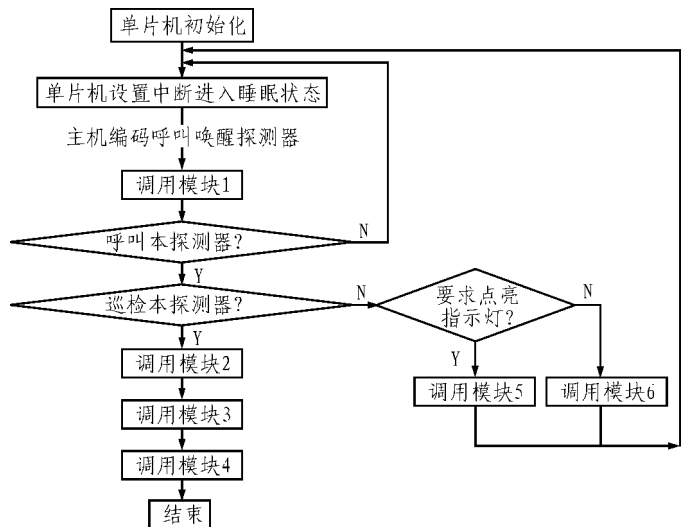 单片机初始化
单片机设置中断进入睡眠状态
主机编码呼叫唤醒探测器
调用模块1
呼叫本探测器?
N
Y
巡检本探测器?
N
要求点亮
指示灯?
N
Y
Y
调用模块2
调用模块5
调用模块6
调用模块3
调用模块4
结束